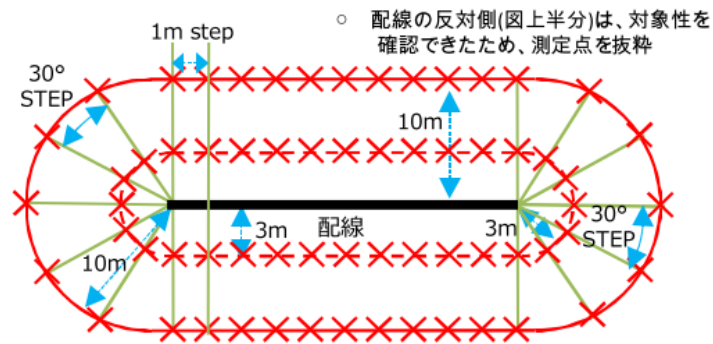 ○ 配線の反対側(図上半分)は、対象性を
確認できたため、測定点を抜粋
1m step
30°
STEP
10m
配線
3m
3m
30°
STEP
10m